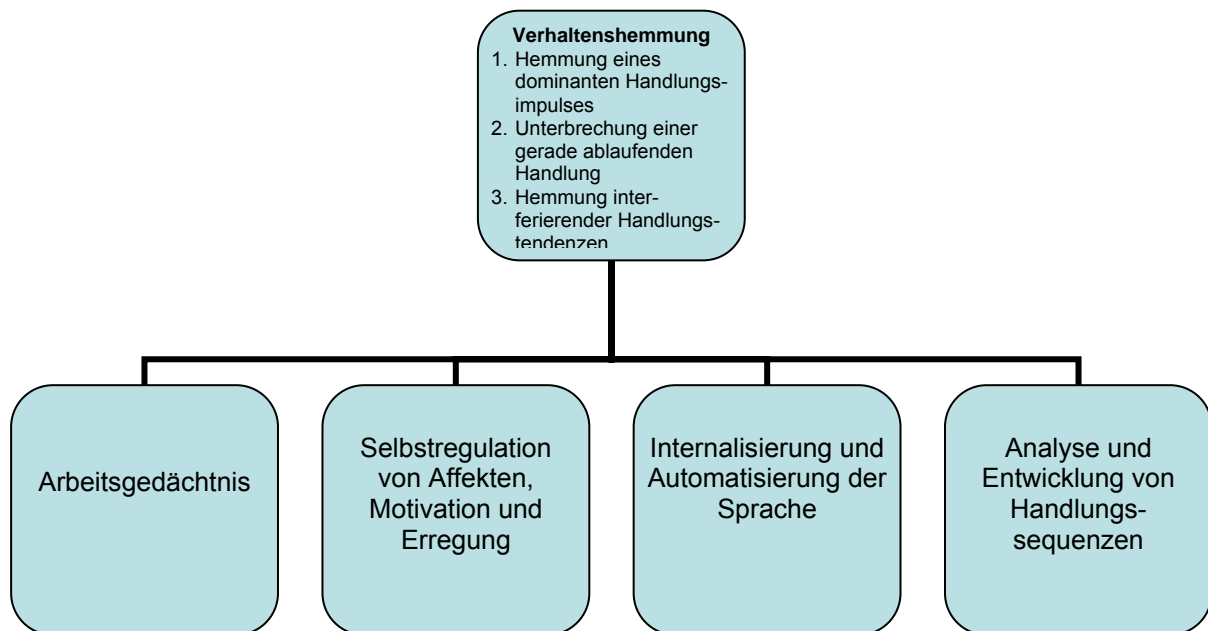 Verhaltenshemmung
1. Hemmung eines
dominanten Handlungs-
impulses
2. Unterbrechung einer
gerade ablaufenden
Handlung
3. Hemmung inter-
ferierender Handlungs-
tendenzen
Arbeitsgedächtnis
Selbstregulation
von Affekten,
Motivation und
Erregung
Internalisierung und
Automatisierung der
Sprache
Analyse und
Entwicklung von
Handlungs-
sequenzen